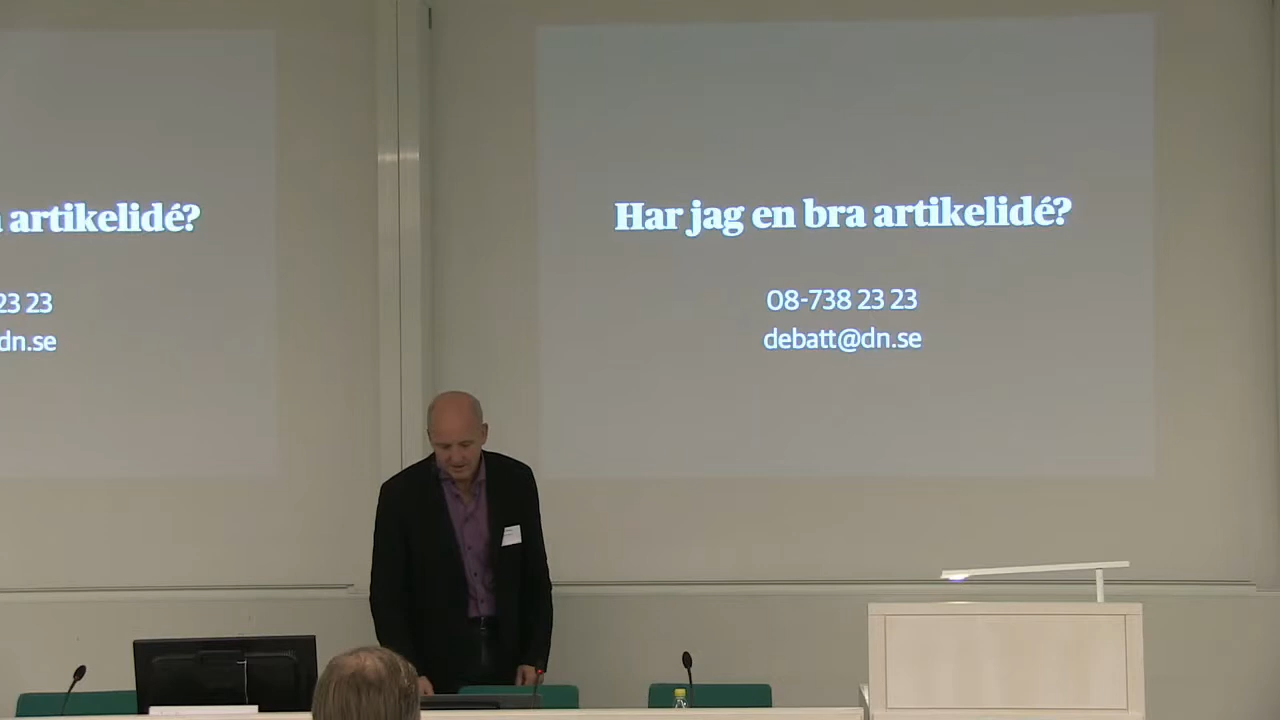 a artikelidé?
23 23
dn.se
Har jag en bra artikelidé?
08-738 23 23
debatt@dn.se